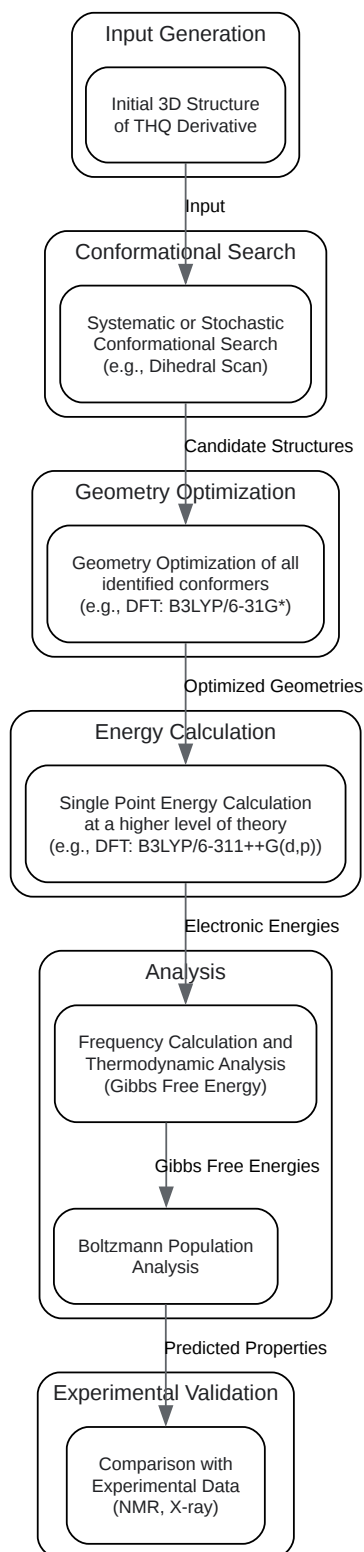 Input Generation
Initial 3D Structure
of THQ Derivative
Input
Conformational Search
Systematic or Stochastic
Conformational Search
(e.g., Dihedral Scan)
Candidate Structures
Geometry Optimization
Geometry Optimization of all
identified conformers
(e.g., DFT: B3LYP/6-31G*)
Optimized Geometries
Energy Calculation
Single Point Energy Calculation
at a higher level of theory
(e.g., DFT: B3LYP/6-311++G(d,p))
Electronic Energies
Analysis
Frequency Calculation and
Thermodynamic Analysis
(Gibbs Free Energy)
Gibbs Free Energies
Boltzmann Population
Analysis
Predicted Properties
Experimental Validation
Comparison with
Experimental Data
(NMR, X-ray)